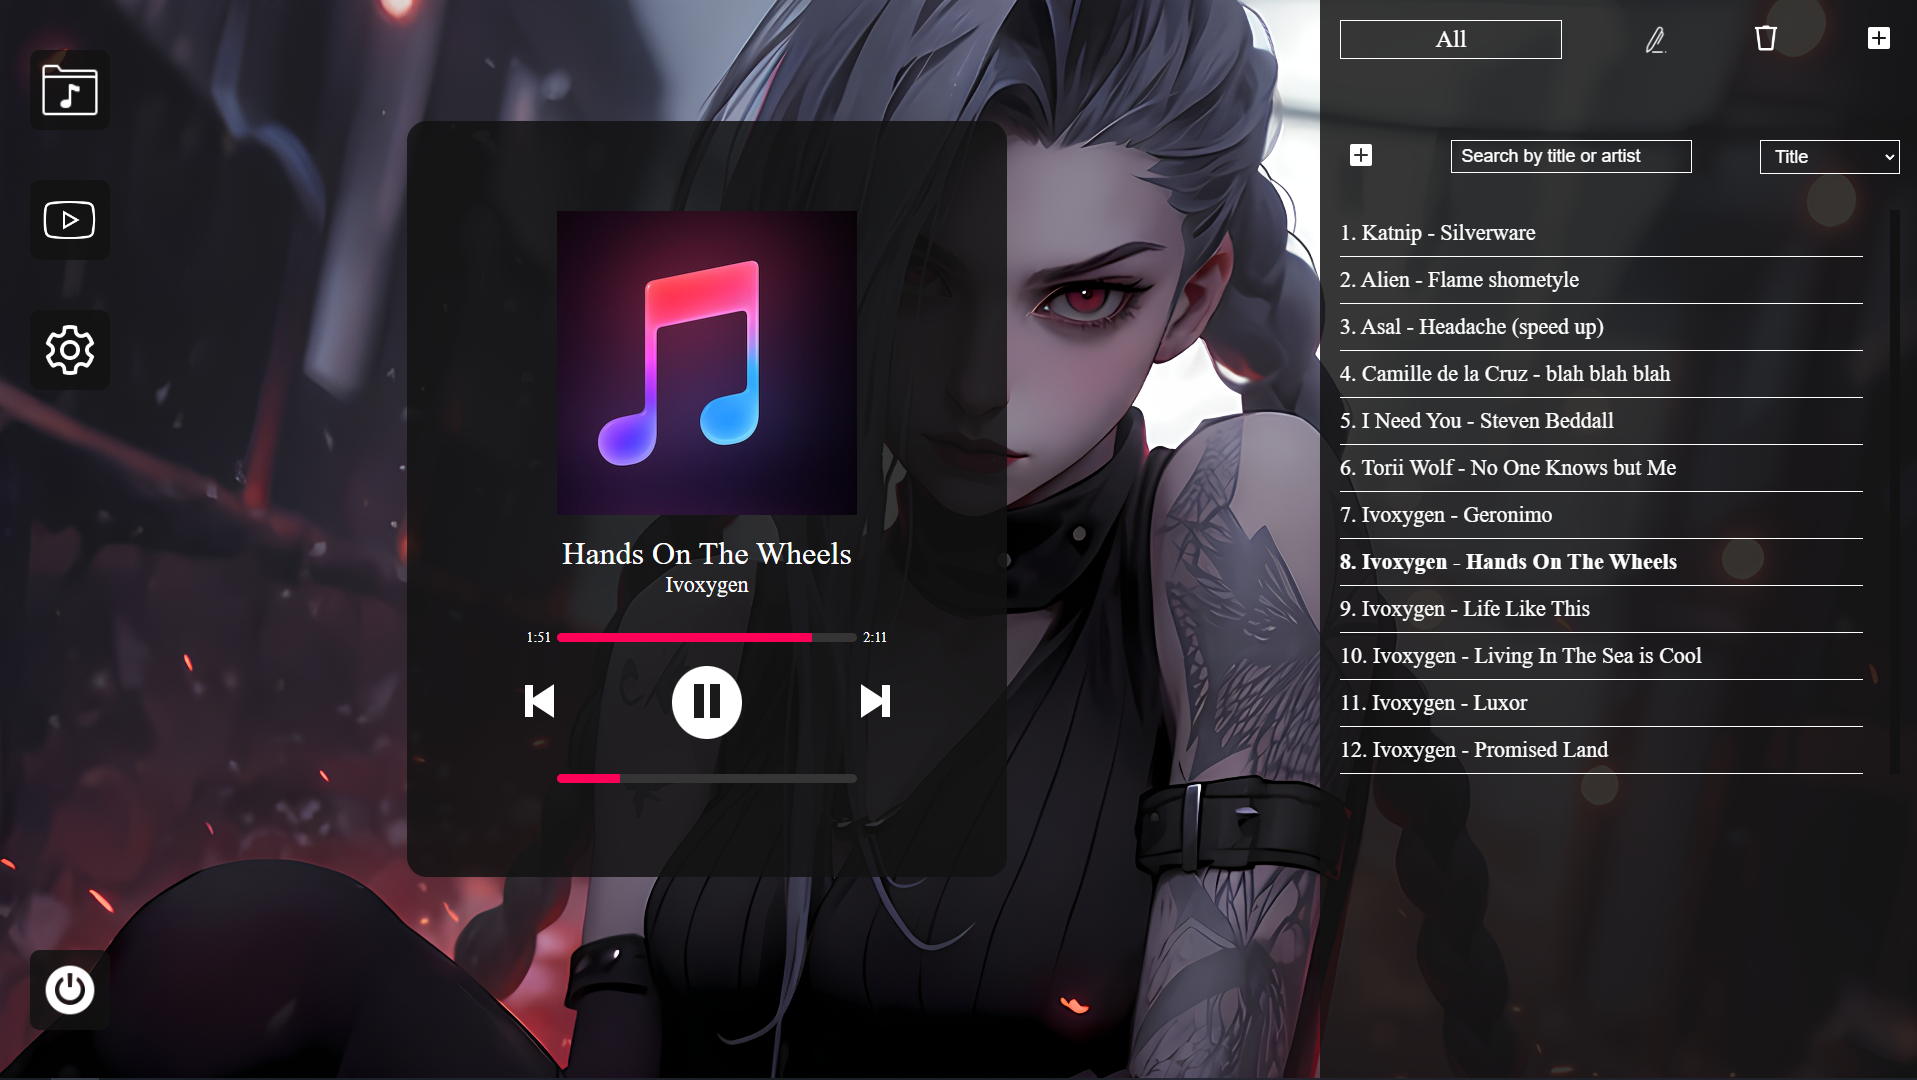 All
Search by title or artist
Title
1. Katnip - Silverware
2. Alien - Flame shometyle
3. Asal - Headache (speed up)
4. Camille de la Cruz - blah blah blah
5. I Need You - Steven Beddall
6. Torii Wolf - No One Knows but Me
7. Ivoxygen - Geronimo
8. Ivoxygen - Hands On The Wheels
9. Ivoxygen - Life Like This
10. Ivoxygen - Living In The Sea is Cool
11. Ivoxygen - Luxor
12. Ivoxygen - Promised Land
Hands On The Wheels
Ivoxygen
1:51 2:11